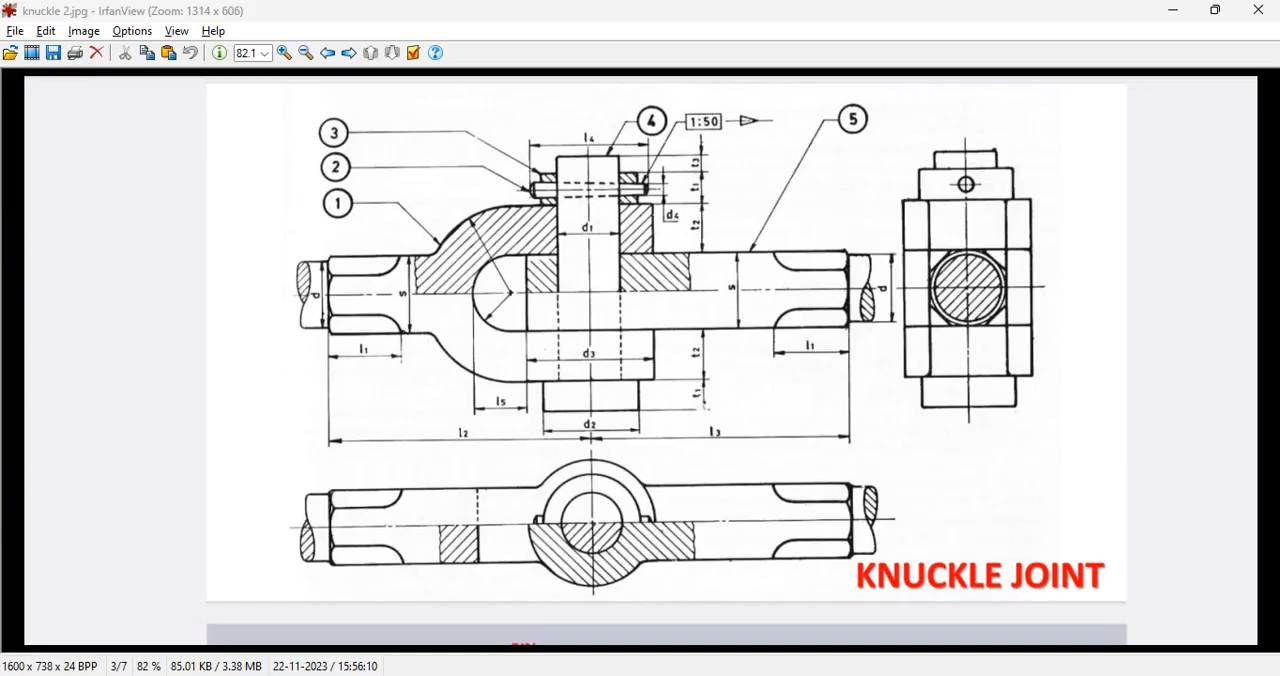 knuckle 2.jpg - IrfanView (Zoom: 1314 x 606)
File Edit Image Options View Help
82.1
3
l4
4
1:50
5
2
1
t3
t1
d4
t2
d1
d
s
s
d
l1
d3
t2
l1
l5
t1
d2
l2
l3
KNUCKLE JOINT
1600 x 738 x 24 BPP 3/7 82 % 85.01 KB / 3.38 MB 22-11-2023 / 15:56:10